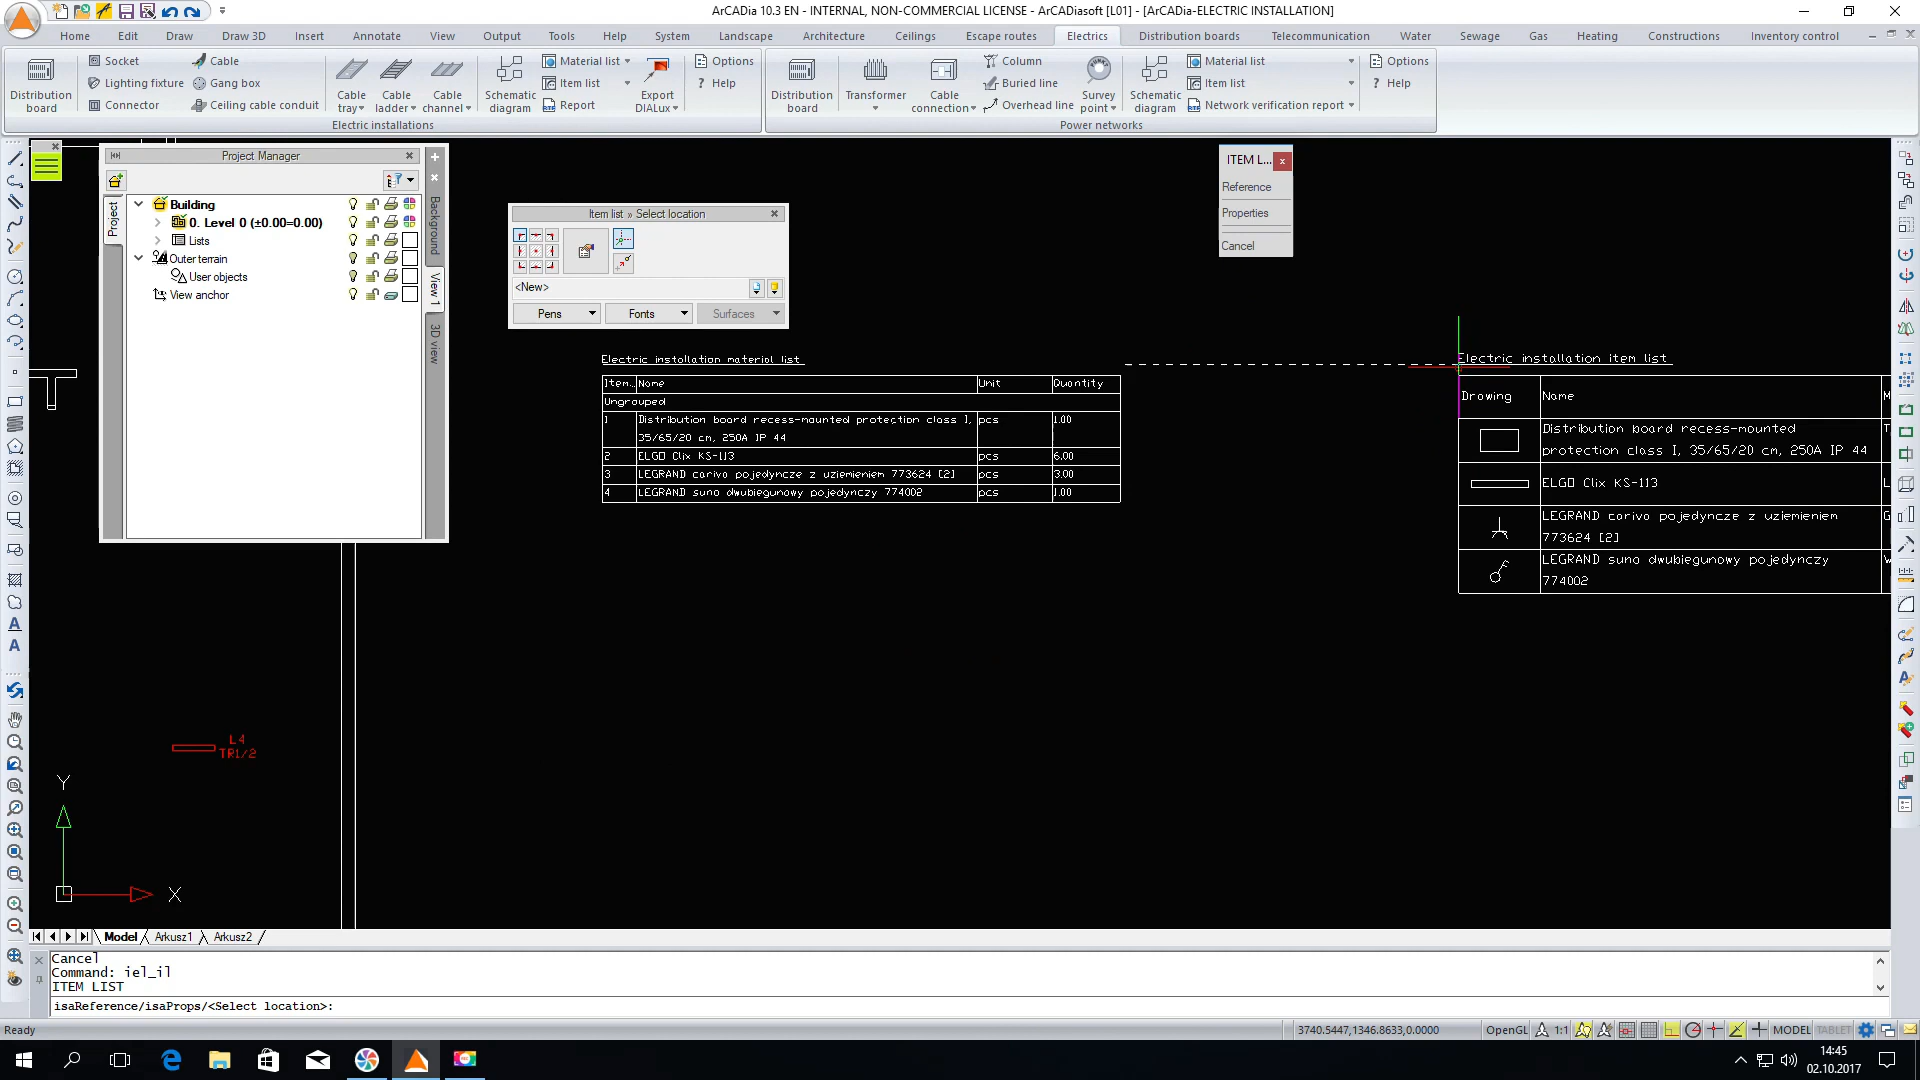 ArCADia 10.3 EN - INTERNAL, NON-COMMERCIAL LICENSE - ArCADiasoft [L01] - [ArCADia-ELECTRIC INSTALLATION]
Home Edit Draw Draw 3D Insert Annotate View Output Tools Help System Landscape Architecture Ceilings Escape routes Electrics Distribution boards Telecommunication Water Sewage Gas Heating Constructions Inventory control
Distribution board
Socket
Lighting fixture
Connector
Cable
Gang box
Ceiling cable conduit
Cable tray
Cable ladder
Cable channel
Schematic diagram
Material list
Item list
Report
Export DIALux
Options
Help
Electric installations
Distribution board
Transformer
Cable connection
Column
Buried line
Overhead line
Survey point
Schematic diagram
Material list
Item list
Network verification report
Options
Help
Power networks
Project Manager
Project
Building
0. Level 0 (±0.00=0.00)
Lists
Outer terrain
User objects
View anchor
Background
View 1
3D view
Item list » Select location
<New>
Pens
Fonts
Surfaces
ITEM L...
Reference
Properties
Cancel
Electric installation material list
Item.. Name Unit Quantity
Ungrouped
1 Distribution board recess-mounted protection class I, pcs 1.00
35/65/20 cm, 250A IP 44
2 ELGO Clix KS-113 pcs 6.00
3 LEGRAND cariva pojedyncze z uziemieniem 773624 [2] pcs 3.00
4 LEGRAND suno dwubiegunowy pojedynczy 774002 pcs 1.00
Electric installation item list
Drawing Name M
Distribution board recess-mounted T
protection class I, 35/65/20 cm, 250A IP 44
ELGO Clix KS-113 L
LEGRAND cariva pojedyncze z uziemieniem G
773624 [2]
LEGRAND suno dwubiegunowy pojedynczy W
774002
L4
TR1/2
Y
X
Model Arkusz1 Arkusz2
Cancel
Command: iel_il
ITEM LIST
isaReference/isaProps/<Select location>:
Ready
3740.5447,1346.8633,0.0000
OpenGL
1:1
MODEL
TABLET
14:45
02.10.2017